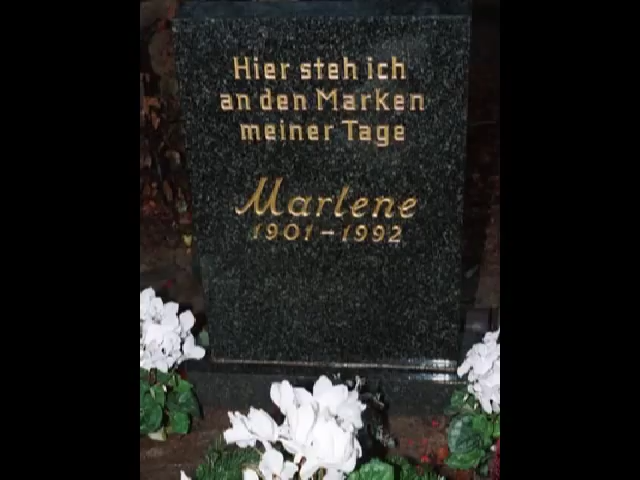 Hier steh ich
an den Marken
meiner Tage
Marlene
1901-1992